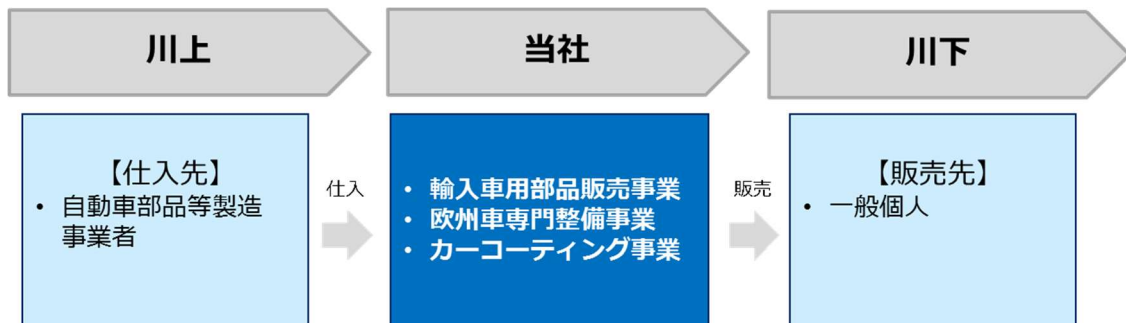 川上
当社
川下
【仕入先】
• 自動車部品等製造
事業者
仕入
• 輸入車用部品販売事業
• 欧州車専門整備事業
• カーコーティング事業
販売
【販売先】
• 一般個人